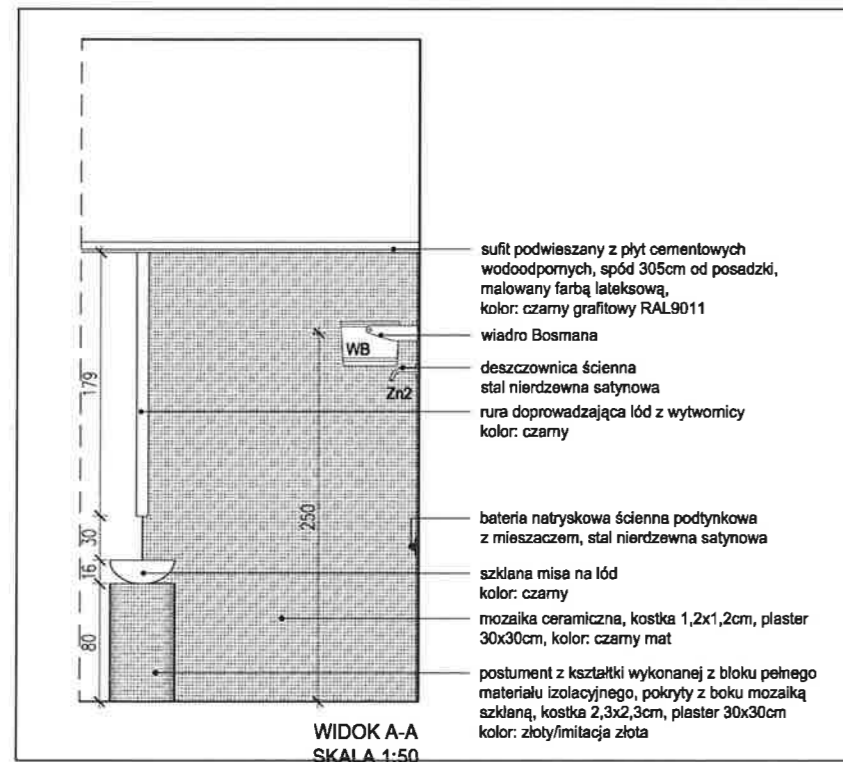 sufit podwieszany z płyt cementowych
wodoodpornych, spód 305cm od posadzki,
malowany farbą lateksową,
kolor: czarny grafitowy RAL9011
wiadro Bosmana
WB
deszczownica ścienna
stal nierdzewna satynowa
Zn2
179
rura doprowadzająca lód z wytwornicy
kolor: czarny
250
bateria natryskowa ścienna podtynkowa
z mieszaczem, stal nierdzewna satynowa
30
16
szklana misa na lód
kolor: czarny
mozaika ceramiczna, kostka 1,2x1,2cm, plaster
30x30cm, kolor: czarny mat
80
postument z kształtki wykonanej z bloku pełnego
materiału izolacyjnego, pokryty z boku mozaiką
szklaną, kostka 2,3x2,3cm, plaster 30x30cm
kolor: złoty/imitacja złota
WIDOK A-A
SKALA 1:50